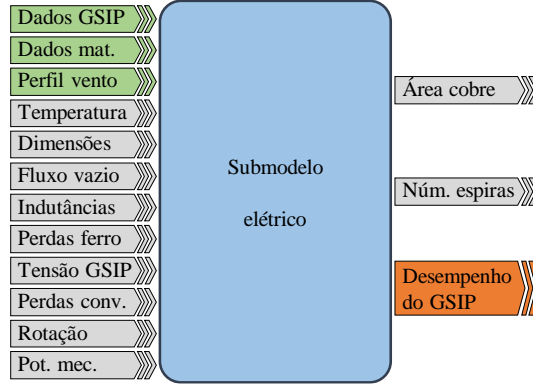 Dados GSIP
Dados mat.
Perfil vento
Temperatura
Dimensões
Fluxo vazio
Indutâncias
Perdas ferro
Tensão GSIP
Perdas conv.
Rotação
Pot. mec.
Submodelo
elétrico
Área cobre
Núm. espiras
Desempenho
do GSIP